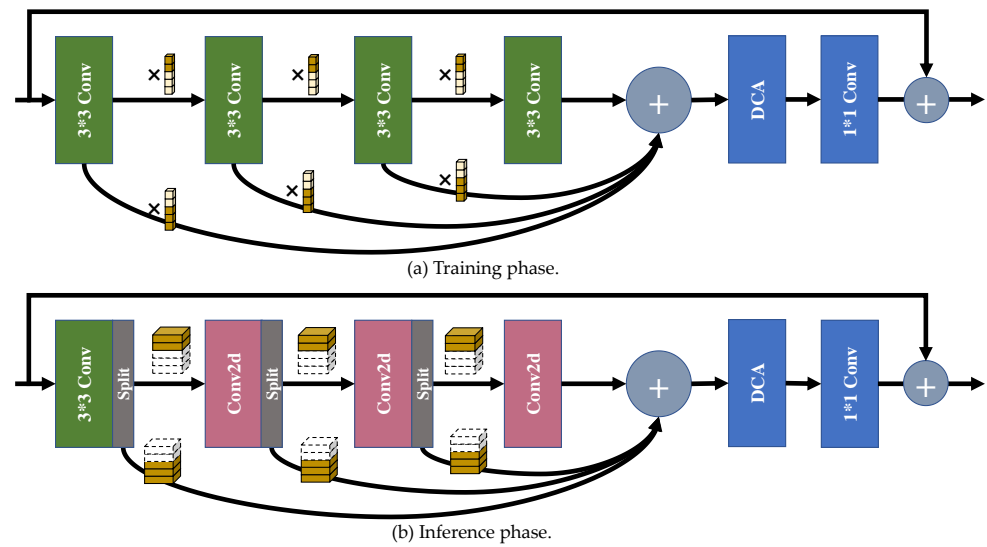 × × ×
3*3 Conv
3*3 Conv
3*3 Conv
3*3 Conv
+
DCA
1*1 Conv
+
× × ×
(a) Training phase.
3*3 Conv
Split
Conv2d
Split
Conv2d
Split
Conv2d
+
DCA
1*1 Conv
+
(b) Inference phase.